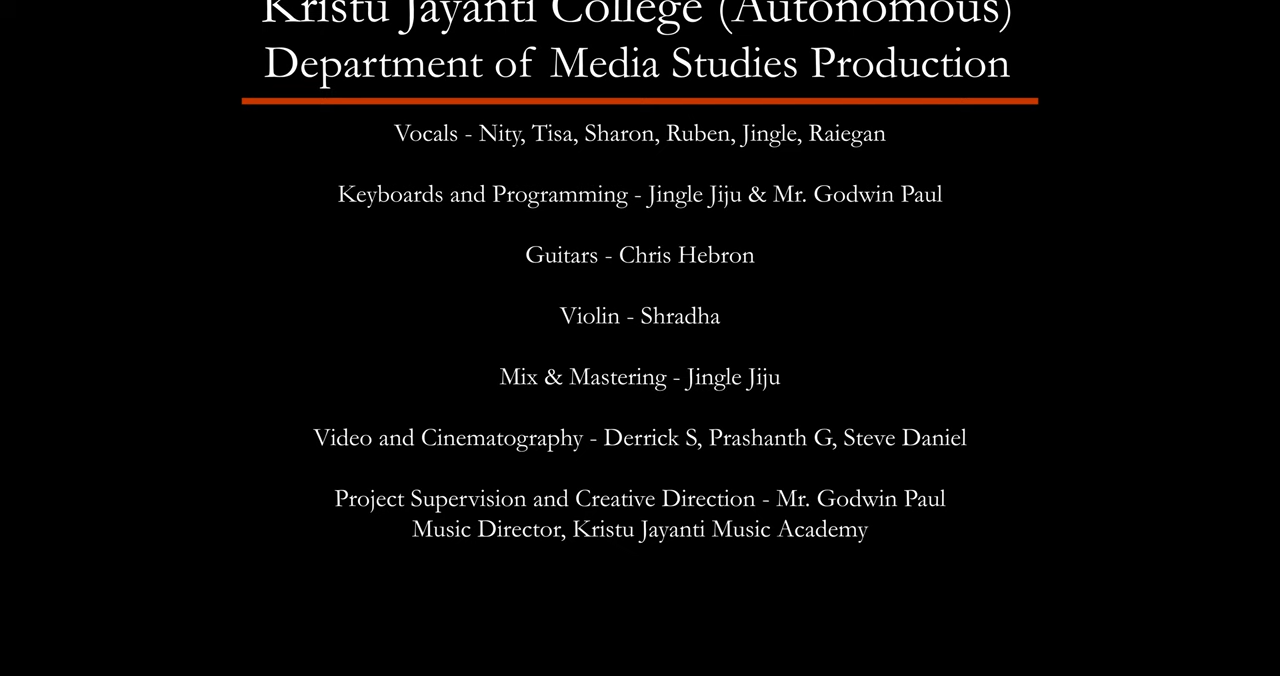 Kristu Jayanti College (Autonomous)
Department of Media Studies Production
Vocals - Nity, Tisa, Sharon, Ruben, Jingle, Raiegan
Keyboards and Programming - Jingle Jiju & Mr. Godwin Paul
Guitars - Chris Hebron
Violin - Shradha
Mix & Mastering - Jingle Jiju
Video and Cinematography - Derrick S, Prashanth G, Steve Daniel
Project Supervision and Creative Direction - Mr. Godwin Paul
Music Director, Kristu Jayanti Music Academy